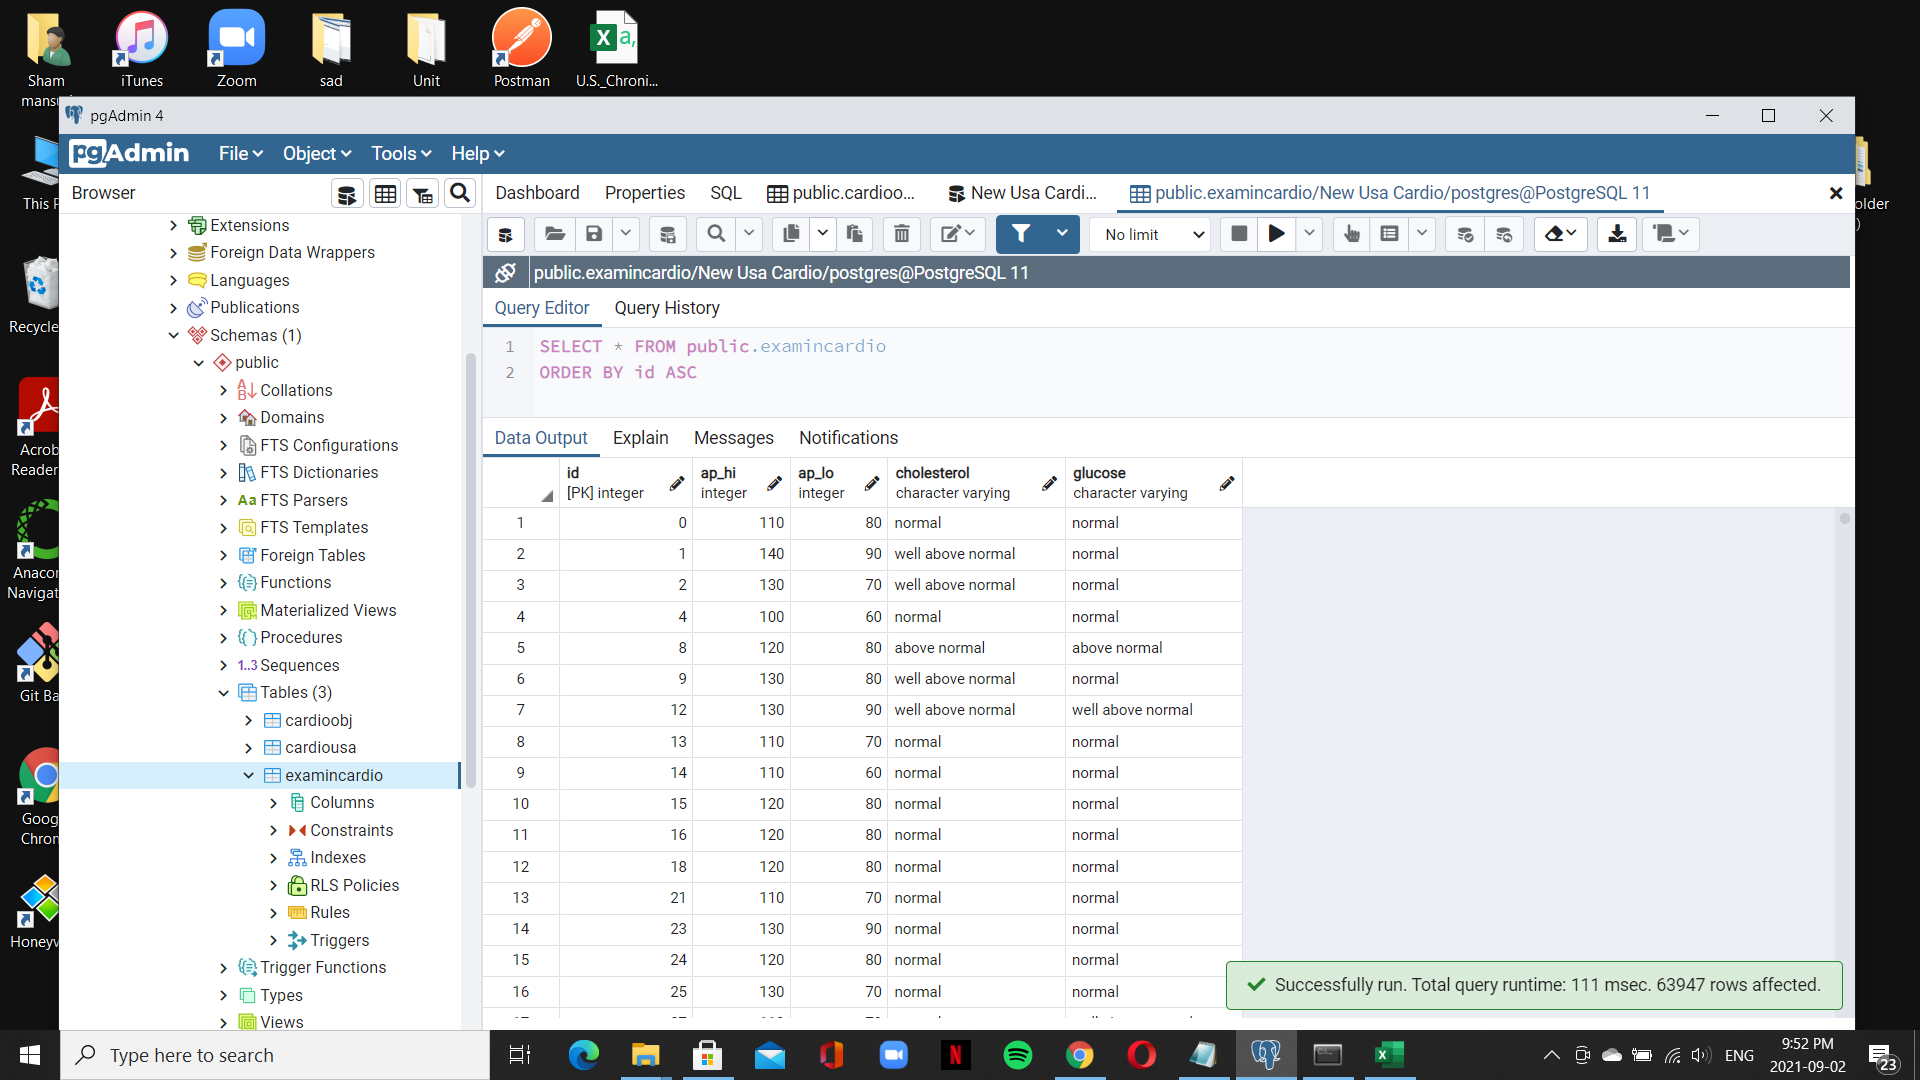 Sham
iTunes
Zoom
sad
Unit
Postman
U.S._Chroni...
Recycle
Acrob
Reader
Anacon
Navigat
Git Ba
Goog
Chron
Honeyv
older
pgAdmin 4
pgAdmin
File
Object
Tools
Help
Browser
Dashboard
Properties
SQL
public.cardioo...
New Usa Cardi...
public.examincardio/New Usa Cardio/postgres@PostgreSQL 11
No limit
public.examincardio/New Usa Cardio/postgres@PostgreSQL 11
Query Editor
Query History
1 SELECT * FROM public.examincardio
2 ORDER BY id ASC
Extensions
Foreign Data Wrappers
Languages
Publications
Schemas (1)
public
Collations
Domains
FTS Configurations
FTS Dictionaries
Aa FTS Parsers
FTS Templates
Foreign Tables
Functions
Materialized Views
Procedures
1..3 Sequences
Tables (3)
cardioobj
cardiousa
examincardio
Columns
Constraints
Indexes
RLS Policies
Rules
Triggers
Trigger Functions
Types
Views
Data Output
Explain
Messages
Notifications
id ap_hi ap_lo cholesterol glucose
[PK] integer integer integer character varying character varying
1 0 110 80 normal normal
2 1 140 90 well above normal normal
3 2 130 70 well above normal normal
4 4 100 60 normal normal
5 8 120 80 above normal above normal
6 9 130 80 well above normal normal
7 12 130 90 well above normal well above normal
8 13 110 70 normal normal
9 14 110 60 normal normal
10 15 120 80 normal normal
11 16 120 80 normal normal
12 18 120 80 normal normal
13 21 110 70 normal normal
14 23 130 90 normal normal
15 24 120 80 normal normal
16 25 130 70 normal normal
Successfully run. Total query runtime: 111 msec. 63947 rows affected.
Type here to search
ENG
9:52 PM
2021-09-02
23